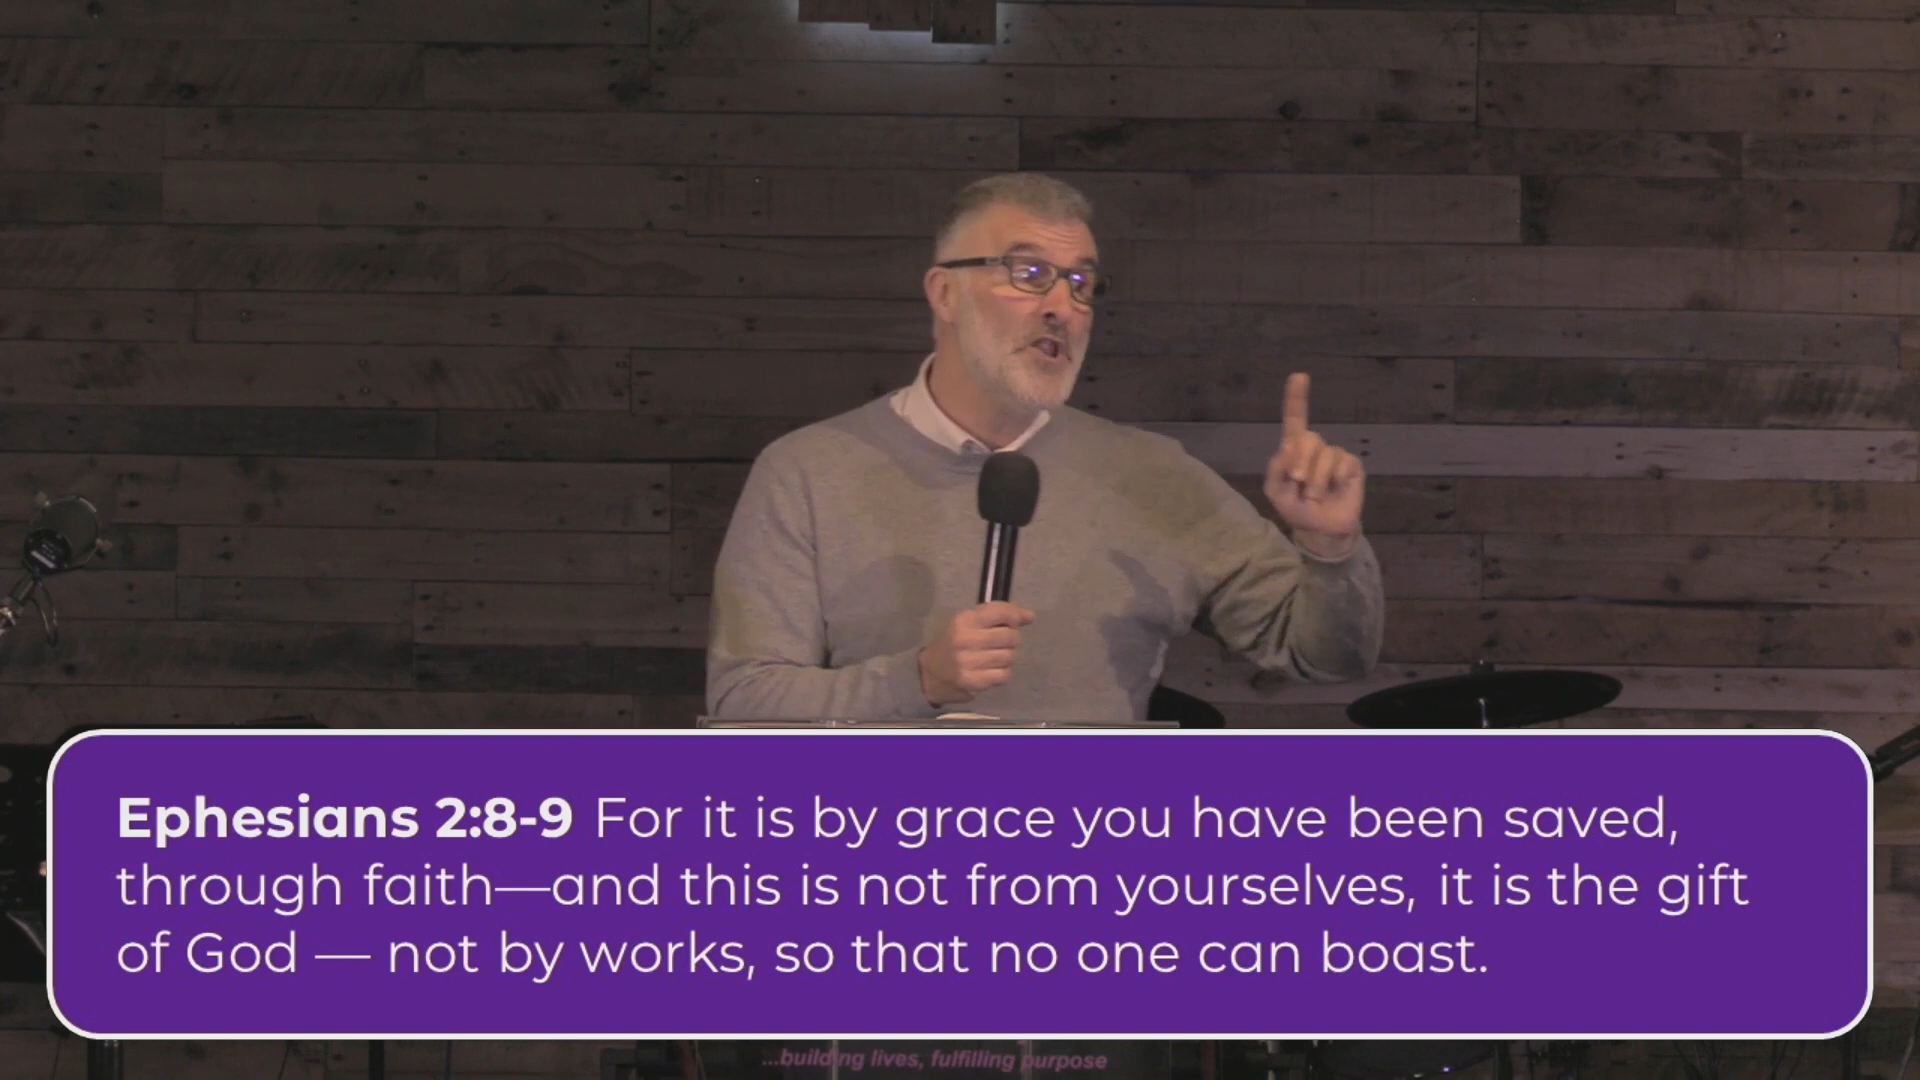 Ephesians 2:8-9 For it is by grace you have been saved,
through faith—and this is not from yourselves, it is the gift
of God — not by works, so that no one can boast.
...building lives, fulfilling purpose